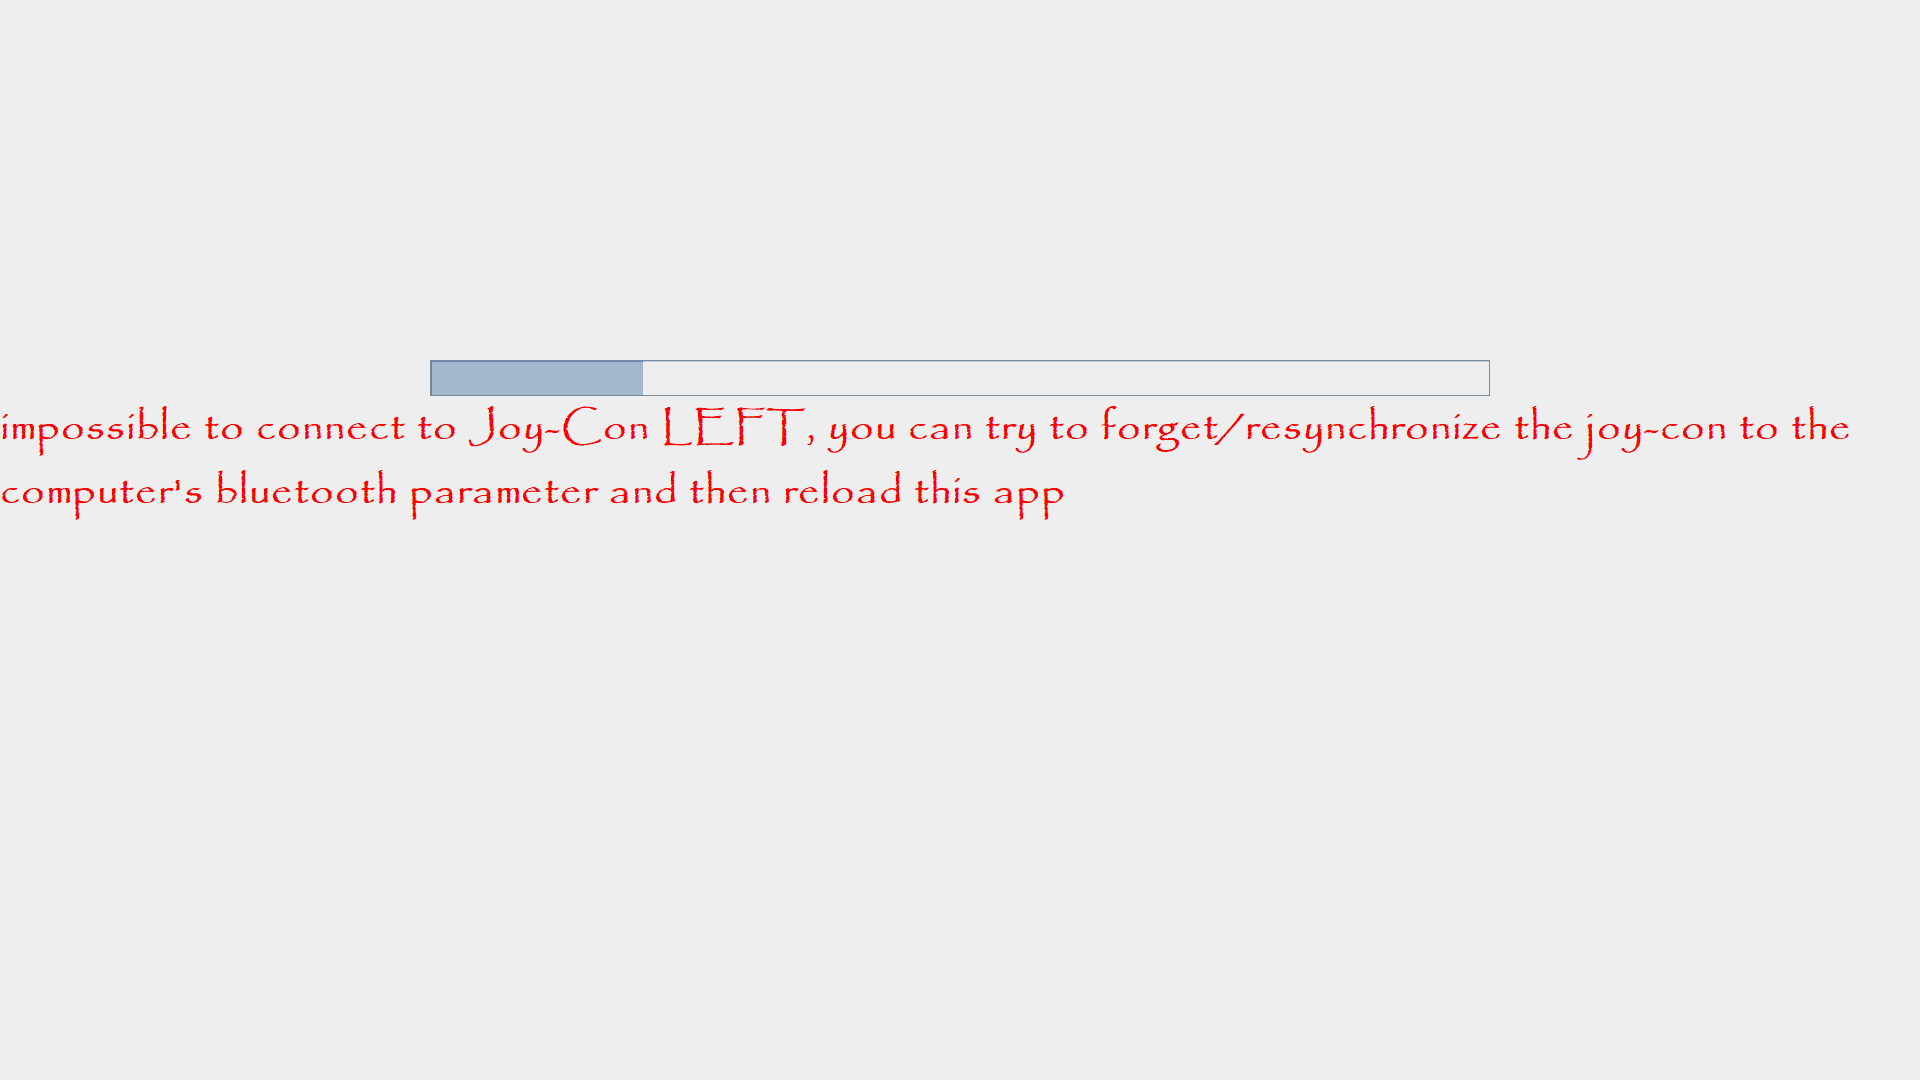 impossible to connect to Joy-Con LEFT, you can try to forget/resynchronize the joy-con to the
computer's bluetooth parameter and then reload this app